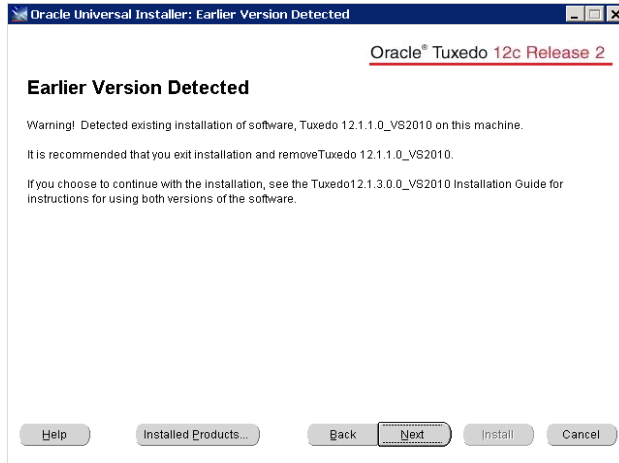 Oracle Universal Installer: Earlier Version Detected
Oracle® Tuxedo 12c Release 2
Earlier Version Detected
Warning! Detected existing installation of software, Tuxedo 12.1.1.0_VS2010 on this machine.
It is recommended that you exit installation and removeTuxedo 12.1.1.0_VS2010.
If you choose to continue with the installation, see the Tuxedo12.1.3.0.0_VS2010 Installation Guide for
instructions for using both versions of the software.
Help Installed Products... Back Next Install Cancel